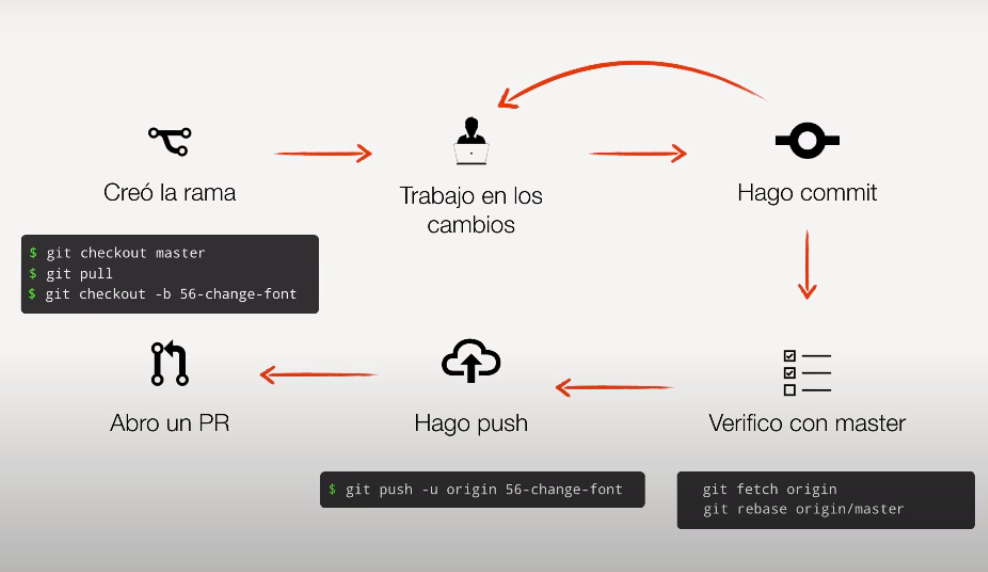 Creó la rama
Trabajo en los
cambios
Hago commit
$ git checkout master
$ git pull
$ git checkout -b 56-change-font
Abro un PR
Hago push
Verifico con master
$ git push -u origin 56-change-font
git fetch origin
git rebase origin/master